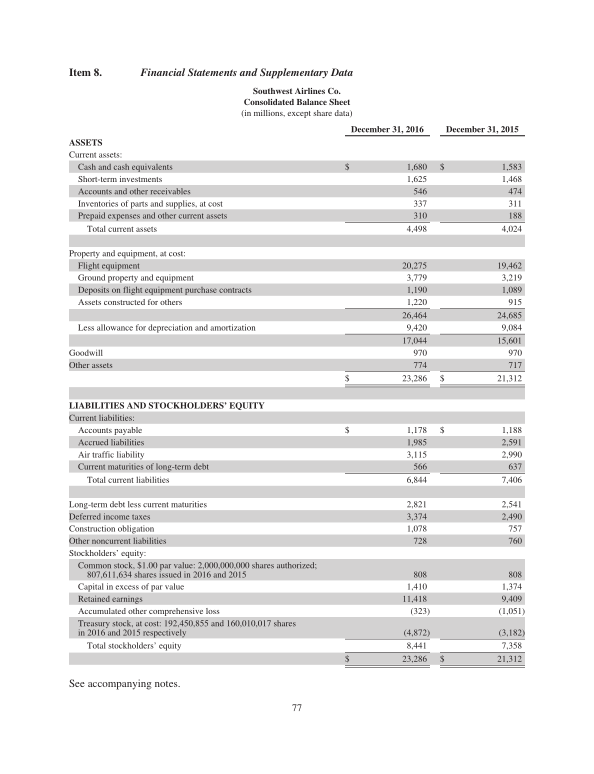 Item 8. Financial Statements and Supplementary Data
Southwest Airlines Co.
Consolidated Balance Sheet
(in millions, except share data)
December 31, 2016 December 31, 2015
ASSETS
Current assets:
Cash and cash equivalents $ 1,680 $ 1,583
Short-term investments 1,625 1,468
Accounts and other receivables 546 474
Inventories of parts and supplies, at cost 337 311
Prepaid expenses and other current assets 310 188
Total current assets 4,498 4,024
Property and equipment, at cost:
Flight equipment 20,275 19,462
Ground property and equipment 3,779 3,219
Deposits on flight equipment purchase contracts 1,190 1,089
Assets constructed for others 1,220 915
26,464 24,685
Less allowance for depreciation and amortization 9,420 9,084
17,044 15,601
Goodwill 970 970
Other assets 774 717
$ 23,286 $ 21,312
LIABILITIES AND STOCKHOLDERS' EQUITY
Current liabilities:
Accounts payable $ 1,178 $ 1,188
Accrued liabilities 1,985 2,591
Air traffic liability 3,115 2,990
Current maturities of long-term debt 566 637
Total current liabilities 6,844 7,406
Long-term debt less current maturities 2,821 2,541
Deferred income taxes 3,374 2,490
Construction obligation 1,078 757
Other noncurrent liabilities 728 760
Stockholders' equity:
Common stock, $1.00 par value: 2,000,000,000 shares authorized;
807,611,634 shares issued in 2016 and 2015 808 808
Capital in excess of par value 1,410 1,374
Retained earnings 11,418 9,409
Accumulated other comprehensive loss (323) (1,051)
Treasury stock, at cost: 192,450,855 and 160,010,017 shares
in 2016 and 2015 respectively (4,872) (3,182)
Total stockholders' equity 8,441 7,358
$ 23,286 $ 21,312
See accompanying notes.
77